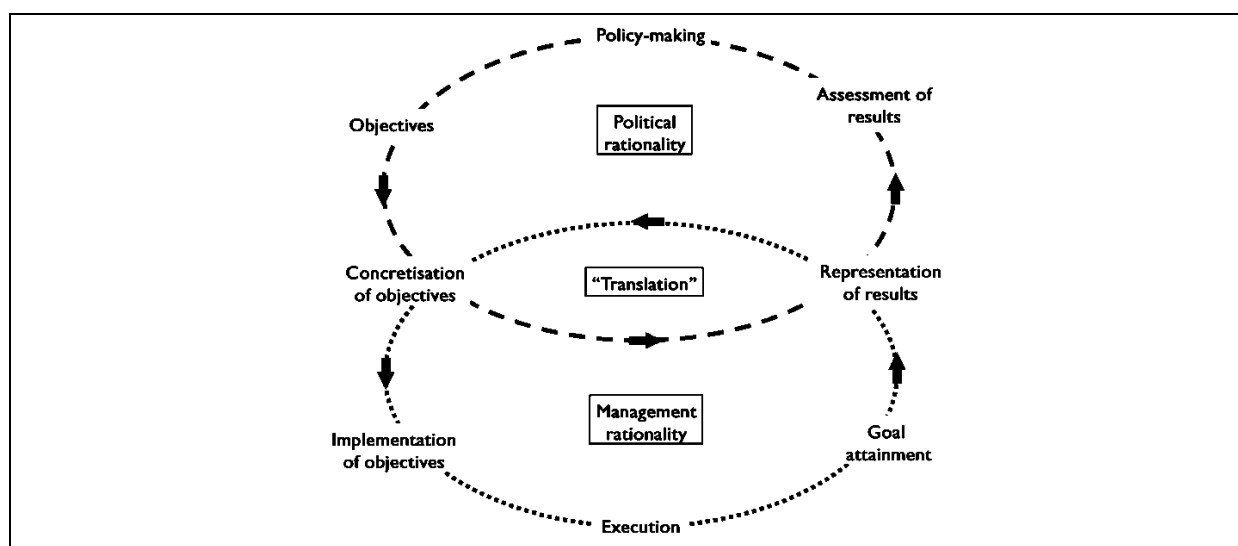 Policy-making
Assessment of
results
Objectives
Political
rationality
Concretisation
of objectives
“Translation”
Representation
of results
Management
rationality
Implementation
of objectives
Goal
attainment
Execution